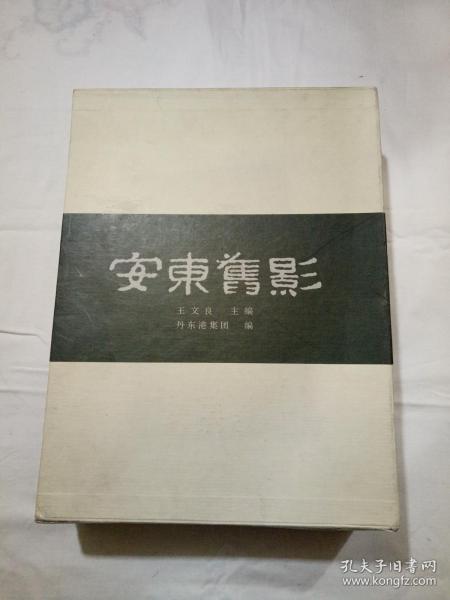 安東舊影
王文良 主编
丹东港集团 编
孔夫子旧书网
www.kongfz.com